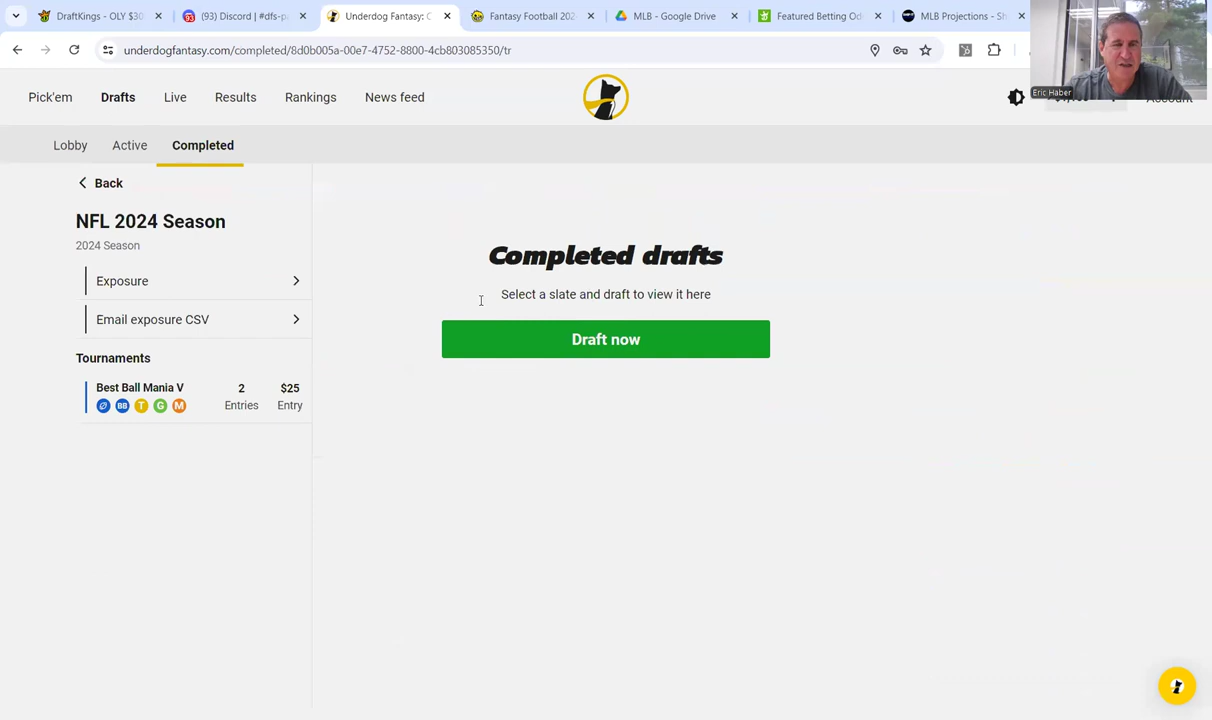 DraftKings - OLY $30
(93) Discord | #dfs-p
Underdog Fantasy: C
Fantasy Football 202
MLB - Google Drive
Featured Betting Od
MLB Projections - Sh
underdogfantasy.com/completed/8d0b005a-00e7-4752-8800-4cb803085350/tr
Eric Haber
Pick'em
Drafts
Live
Results
Rankings
News feed
Account
Lobby
Active
Completed
Back
NFL 2024 Season
2024 Season
Exposure
Email exposure CSV
Tournaments
Best Ball Mania V
2
$25
BB
T
G
M
Entries
Entry
Completed drafts
Select a slate and draft to view it here
Draft now